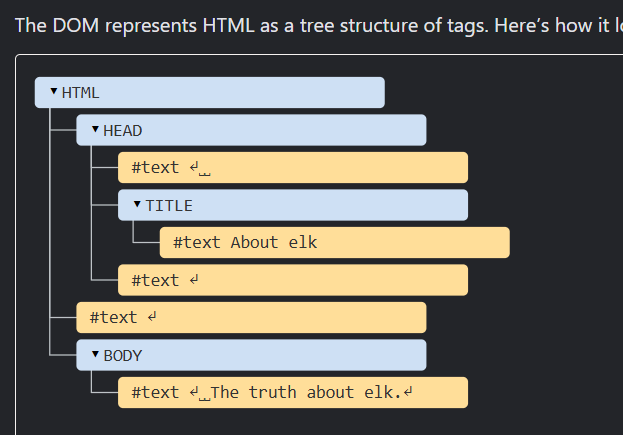 The DOM represents HTML as a tree structure of tags. Here’s how it lo
▼ HTML
▼ HEAD
#text ↵␣␣
▼ TITLE
#text About elk
#text ↵
#text ↵
▼ BODY
#text ↵␣␣The truth about elk.↵